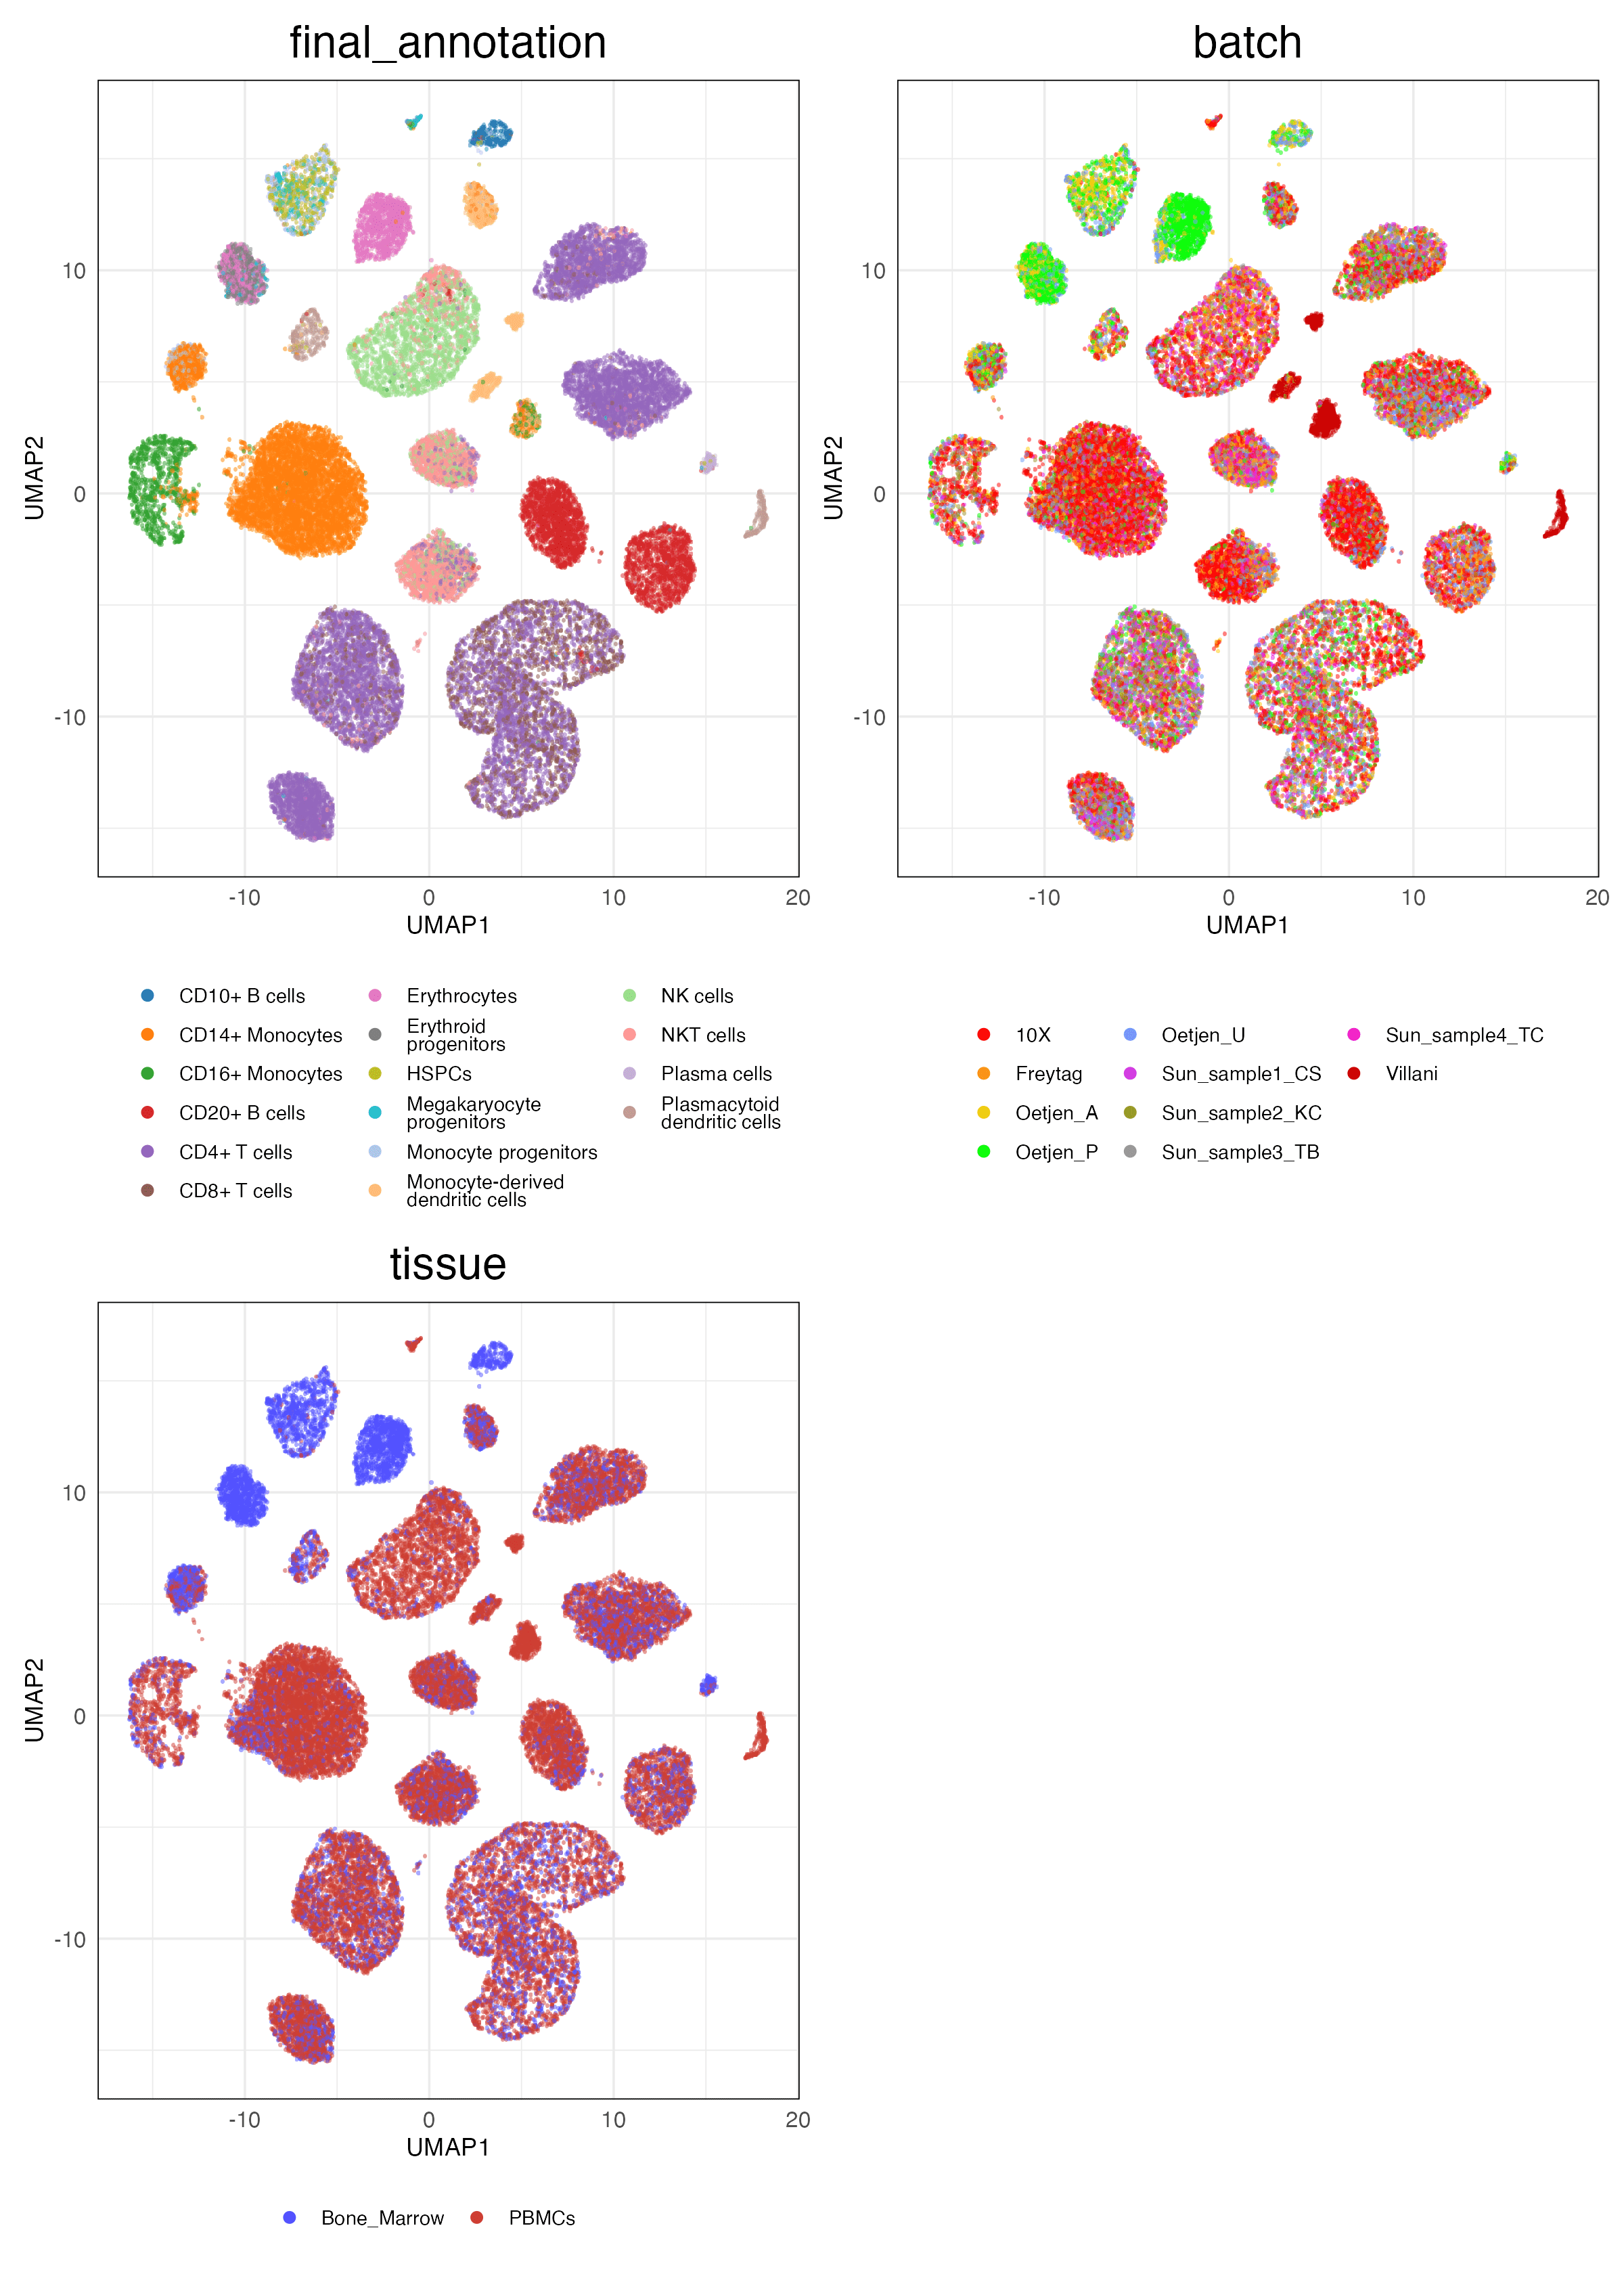 final_annotation
batch
UMAP2
10
0
-10
-10
0
10
20
UMAP1
UMAP2
10
0
-10
-10
0
10
20
UMAP1
CD10+ B cells
CD14+ Monocytes
CD16+ Monocytes
CD20+ B cells
CD4+ T cells
CD8+ T cells
Erythrocytes
Erythroid
progenitors
HSPCs
Megakaryocyte
progenitors
Monocyte progenitors
Monocyte-derived
dendritic cells
NK cells
NKT cells
Plasma cells
Plasmacytoid
dendritic cells
10X
Freytag
Oetjen_A
Oetjen_P
Oetjen_U
Sun_sample1_CS
Sun_sample2_KC
Sun_sample3_TB
Sun_sample4_TC
Villani
tissue
UMAP2
10
0
-10
-10
0
10
20
UMAP1
Bone_Marrow
PBMCs